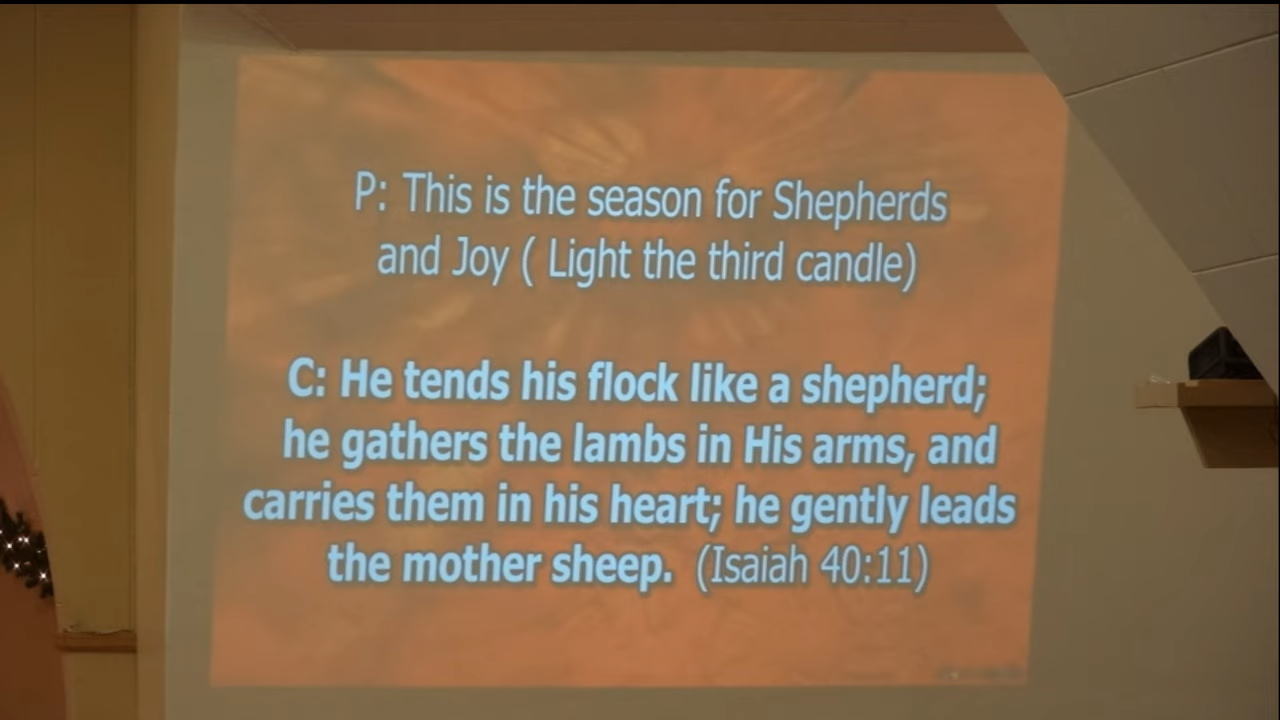 P: This is the season for Shepherds
and Joy ( Light the third candle)
C: He tends his flock like a shepherd;
he gathers the lambs in His arms, and
carries them in his heart; he gently leads
the mother sheep. (Isaiah 40:11)